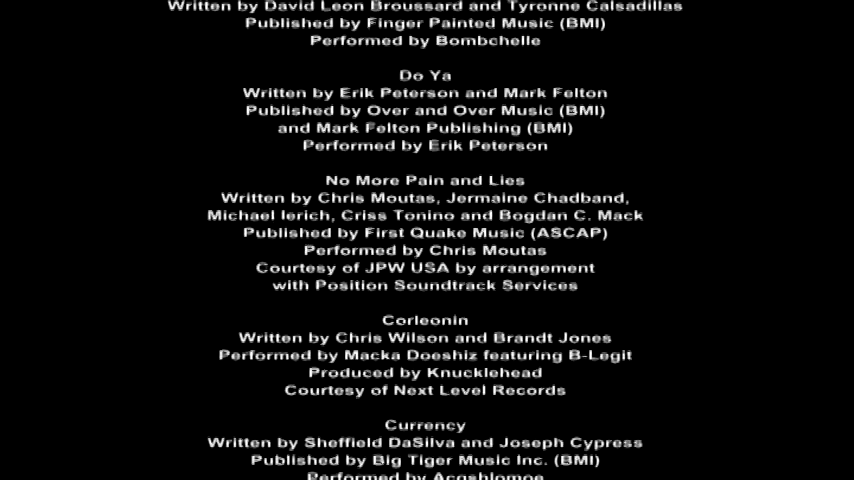 Written by David Leon Broussard and Tyronne Calsadillas
Published by Finger Painted Music (BMI)
Performed by Bombchelle
Do Ya
Written by Erik Peterson and Mark Felton
Published by Over and Over Music (BMI)
and Mark Felton Publishing (BMI)
Performed by Erik Peterson
No More Pain and Lies
Written by Chris Moutas, Jermaine Chadband,
Michael Ierich, Criss Tonino and Bogdan C. Mack
Published by First Quake Music (ASCAP)
Performed by Chris Moutas
Courtesy of JPW USA by arrangement
with Position Soundtrack Services
Corleonin
Written by Chris Wilson and Brandt Jones
Performed by Macka Doeshiz featuring B-Legit
Produced by Knucklehead
Courtesy of Next Level Records
Currency
Written by Sheffield DaSilva and Joseph Cypress
Published by Big Tiger Music Inc. (BMI)
Performed by